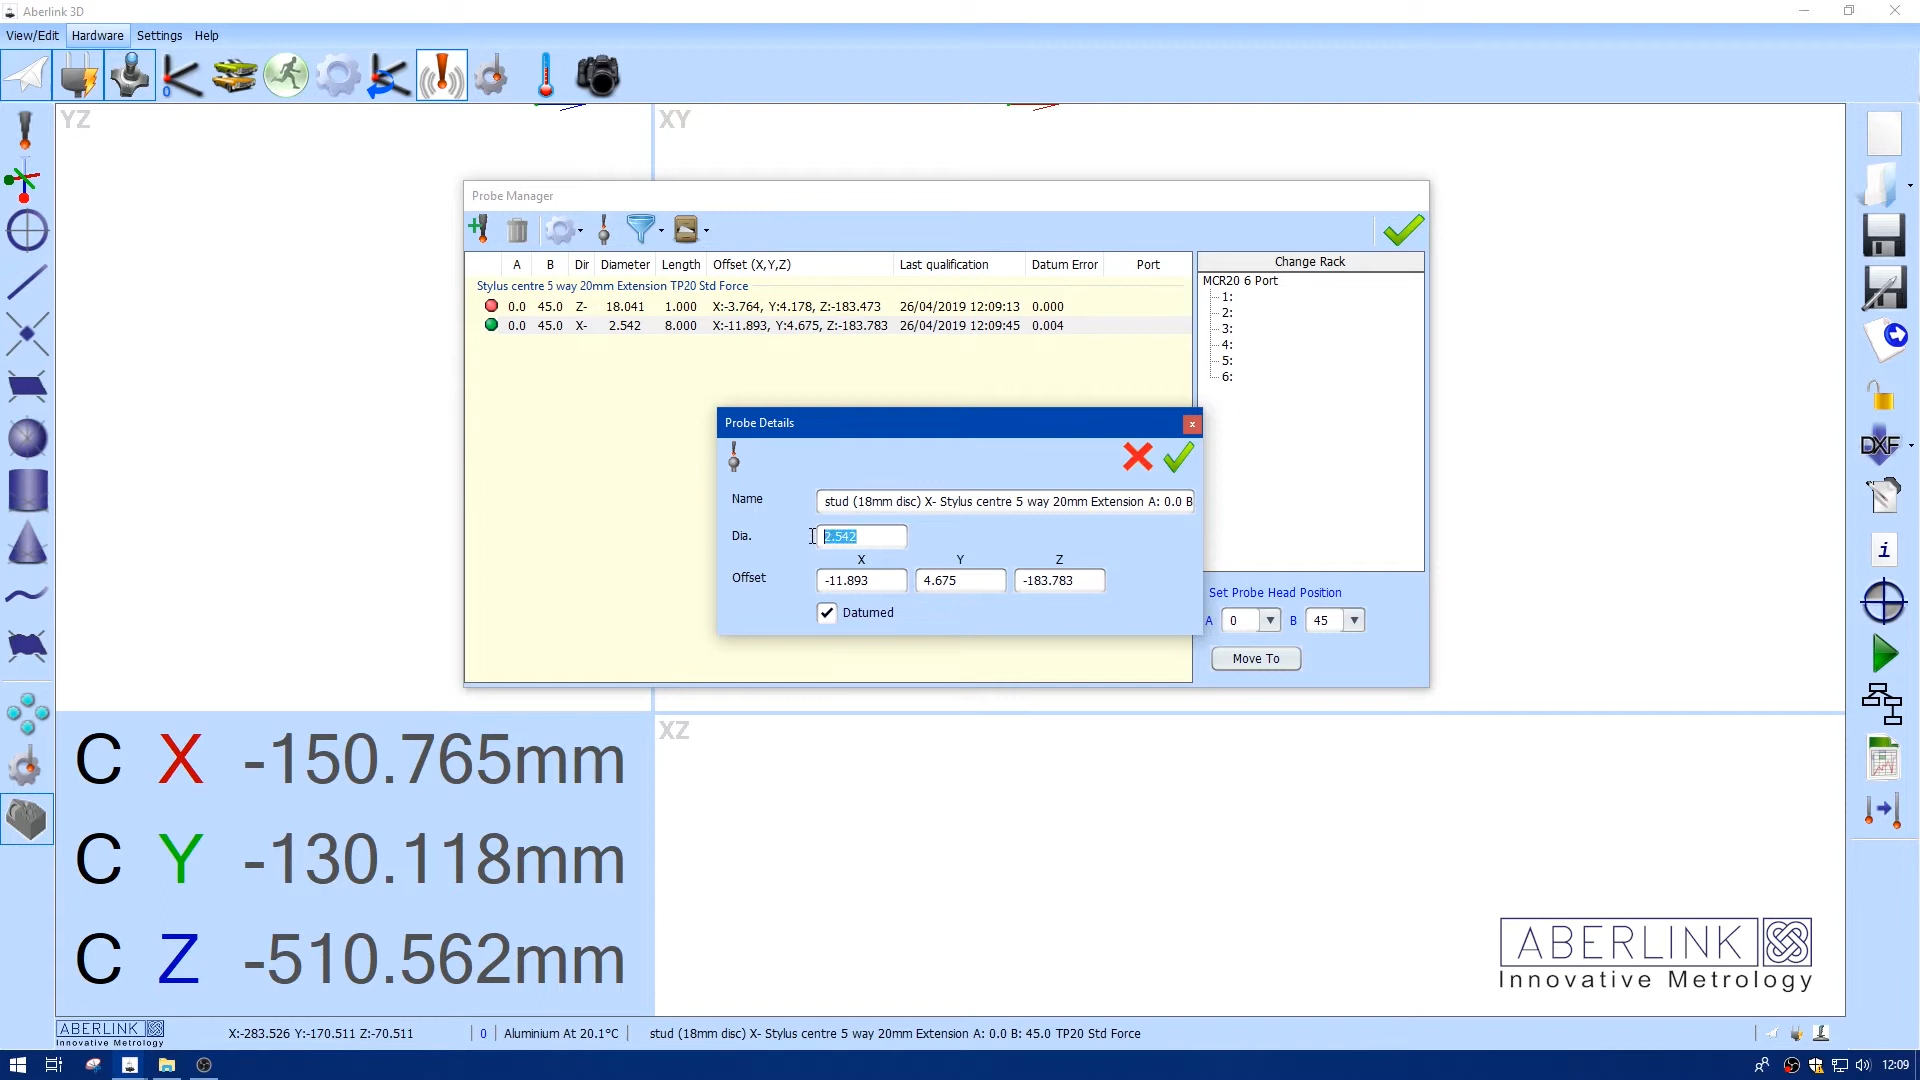 Aberlink 3D
View/Edit Hardware Settings Help
YZ
XY
Probe Manager
A B Dir Diameter Length Offset (X,Y,Z) Last qualification Datum Error Port
Stylus centre 5 way 20mm Extension TP20 Std Force
0.0 45.0 Z- 18.041 1.000 X:-3.764, Y:4.178, Z:-183.473 26/04/2019 12:09:13 0.000
0.0 45.0 X- 2.542 8.000 X:-11.893, Y:4.675, Z:-183.783 26/04/2019 12:09:45 0.004
Change Rack
MCR20 6 Port
1:
2:
3:
4:
5:
6:
Probe Details
Name stud (18mm disc) X- Stylus centre 5 way 20mm Extension A: 0.0 B
Dia. 2.542
X Y Z
Offset -11.893 4.675 -183.783
Datumed
Set Probe Head Position
A 0 B 45
Move To
DXF
i
C X -150.765mm
C Y -130.118mm
C Z -510.562mm
XZ
ABERLINK
Innovative Metrology
ABERLINK
Innovative Metrology
X:-283.526 Y:-170.511 Z:-70.511 0 Aluminium At 20.1°C stud (18mm disc) X- Stylus centre 5 way 20mm Extension A: 0.0 B: 45.0 TP20 Std Force
12:09